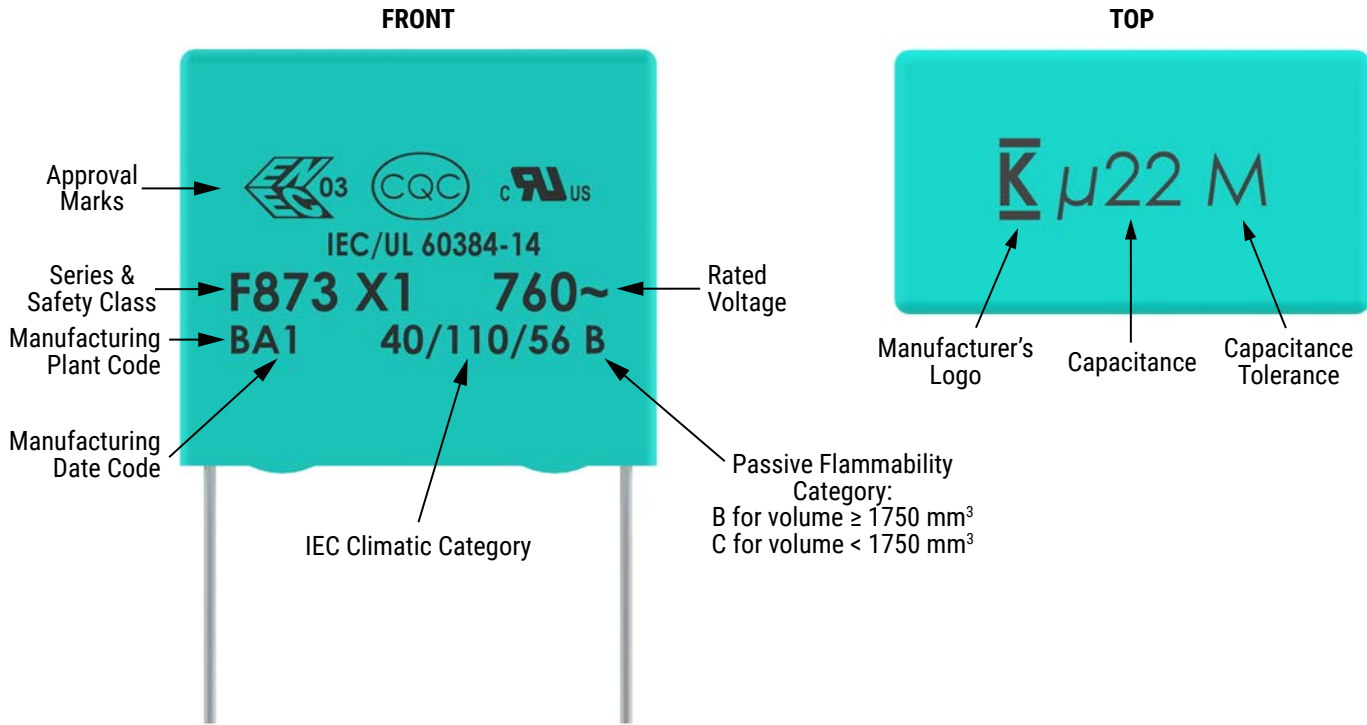 FRONT
ENEC 03
CQC
C RU US
IEC/UL 60384-14
F873 X1 760~
BA1 40/110/56 B
Approval
Marks
Series &
Safety Class
Manufacturing
Plant Code
Manufacturing
Date Code
Rated
Voltage
IEC Climatic Category
Passive Flammability
Category:
B for volume ≥ 1750 mm³
C for volume < 1750 mm³
TOP
K µ22 M
Manufacturer's
Logo
Capacitance
Capacitance
Tolerance